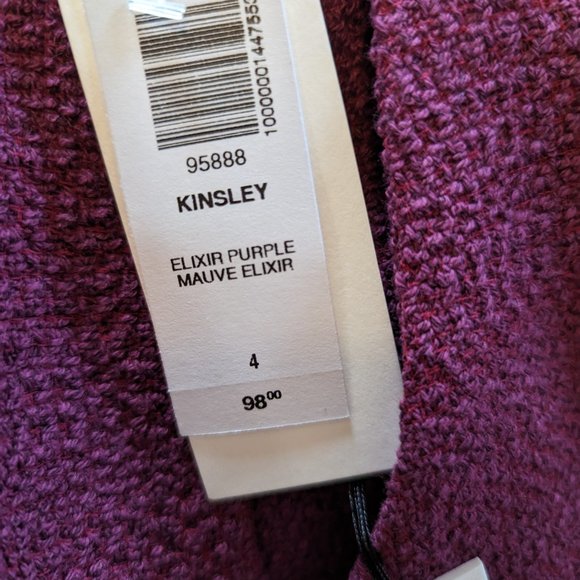 95888
KINSLEY
ELIXIR PURPLE
MAUVE ELIXIR
4
98⁰⁰